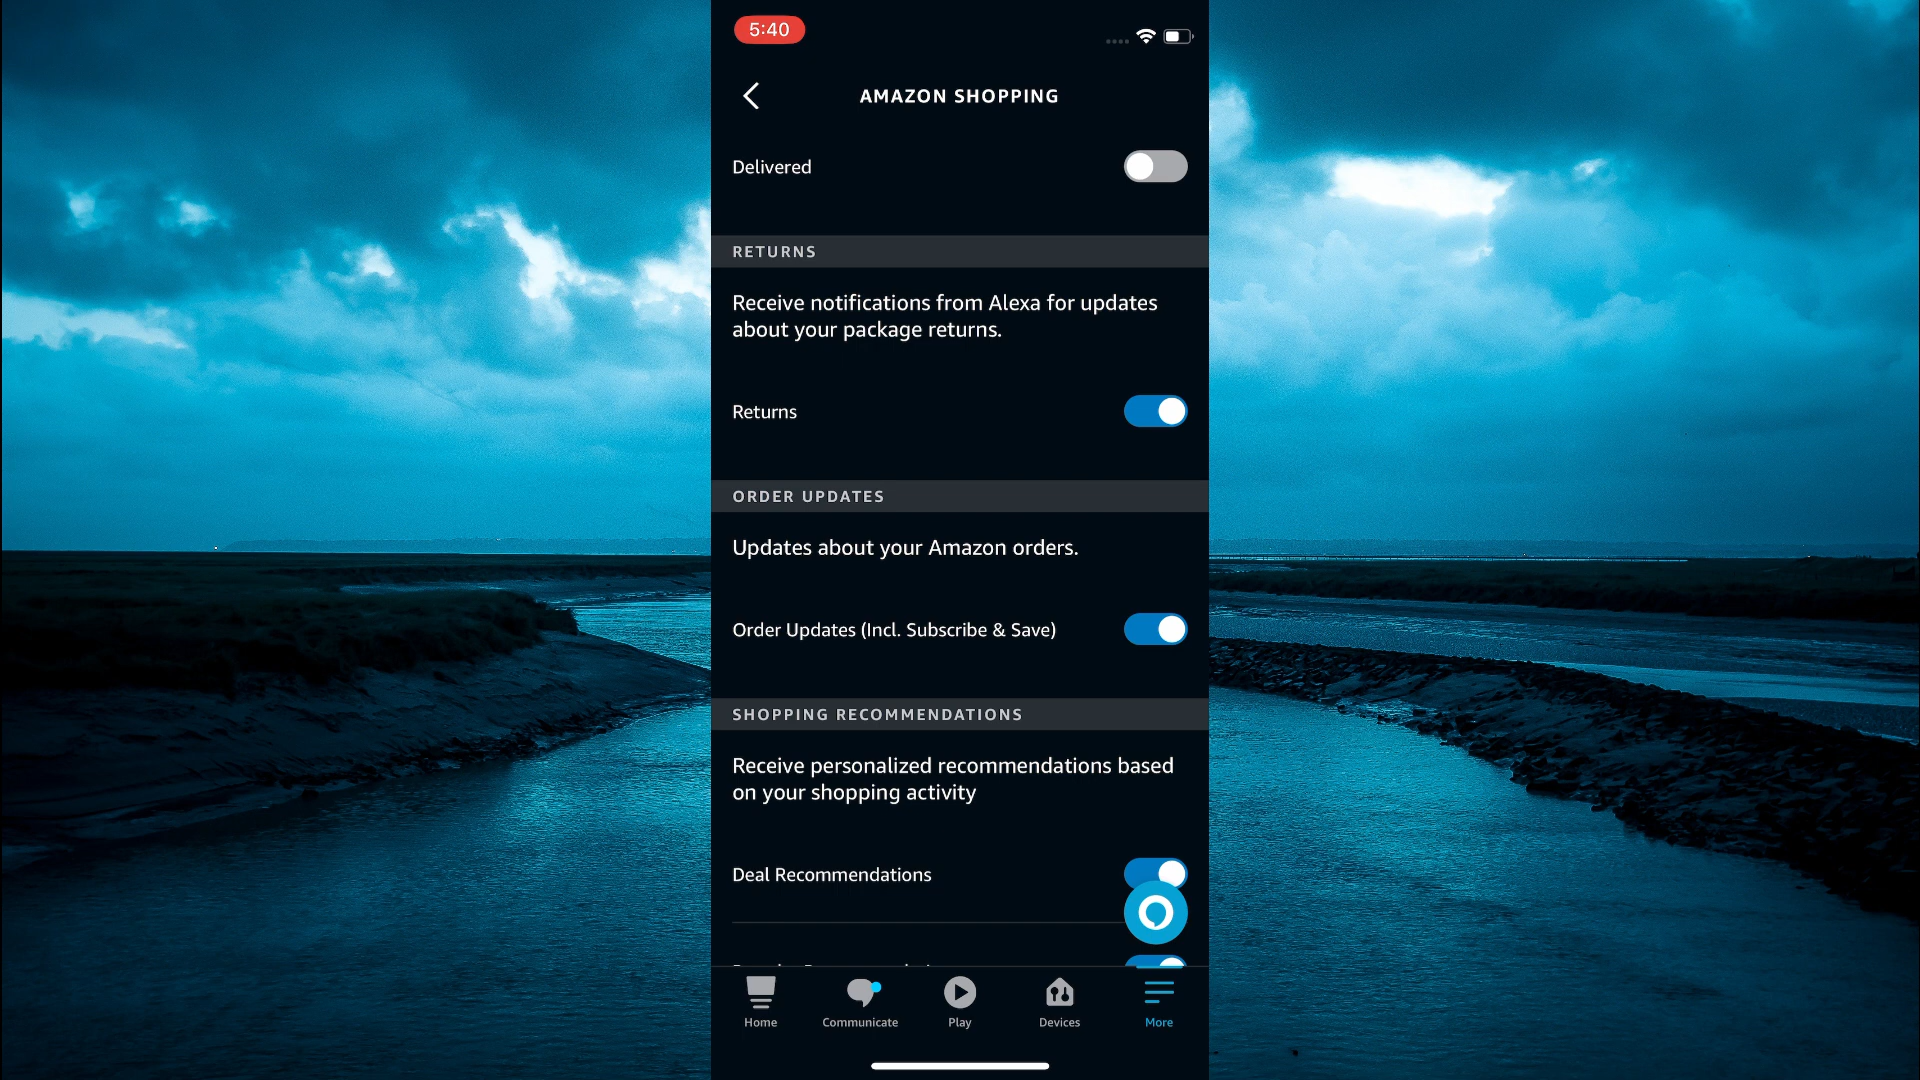 5:40
AMAZON SHOPPING
Delivered
RETURNS
Receive notifications from Alexa for updates
about your package returns.
Returns
ORDER UPDATES
Updates about your Amazon orders.
Order Updates (Incl. Subscribe & Save)
SHOPPING RECOMMENDATIONS
Receive personalized recommendations based
on your shopping activity
Deal Recommendations
Home
Communicate
Play
Devices
More